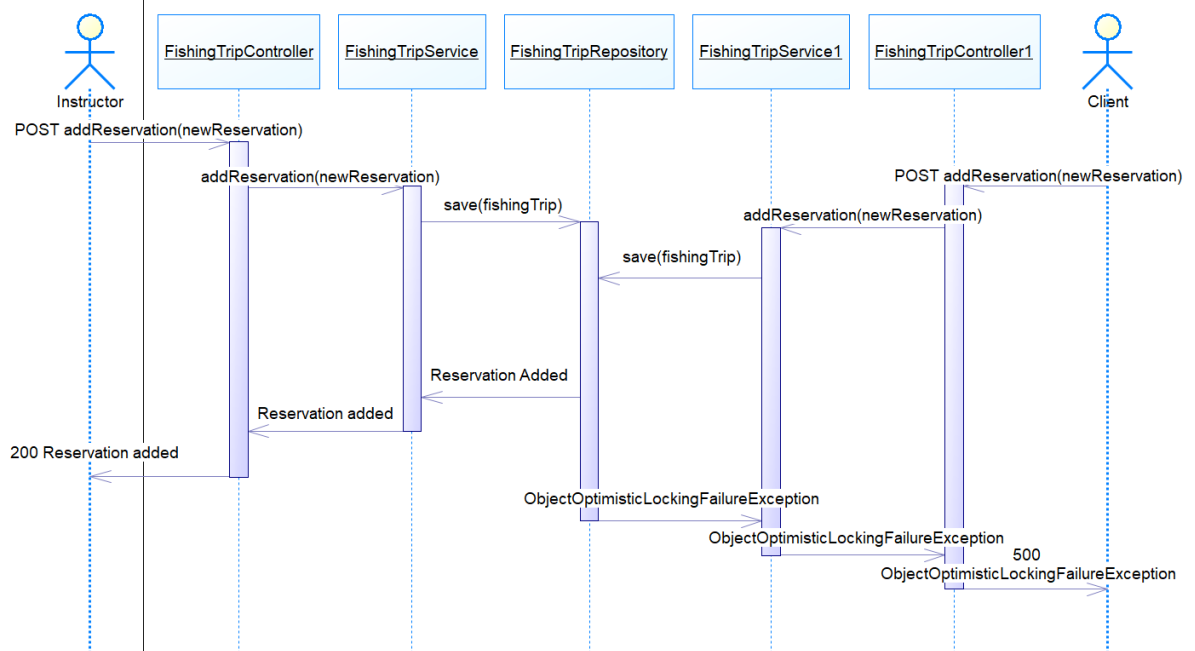 FishingTripController
FishingTripService
FishingTripRepository
FishingTripService1
FishingTripController1
Instructor
Client
POST addReservation(newReservation)
addReservation(newReservation)
POST addReservation(newReservation)
save(fishingTrip)
addReservation(newReservation)
save(fishingTrip)
Reservation Added
Reservation added
200 Reservation added
ObjectOptimisticLockingFailureException
ObjectOptimisticLockingFailureException
500
ObjectOptimisticLockingFailureException